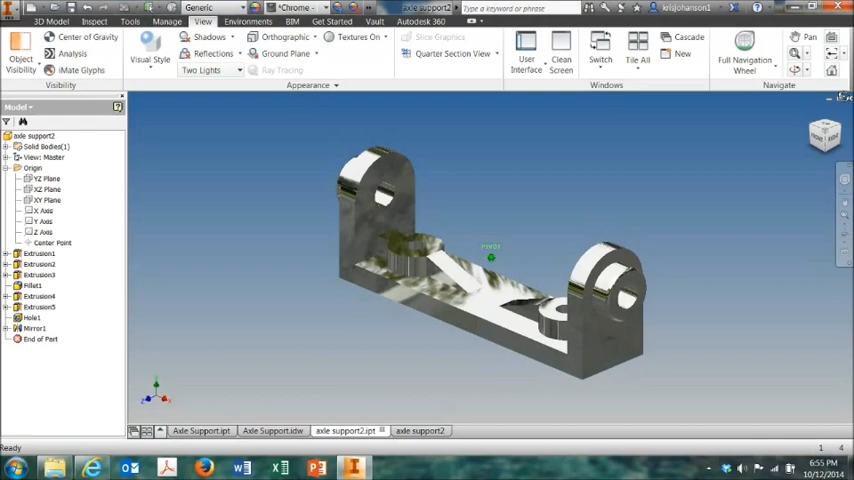 Generic
*Chrome
axle support2
Type a keyword or phrase
krisjohanson1
3D Model Inspect Tools Manage View Environments BIM Get Started Vault Autodesk 360
Object Visibility
Center of Gravity
Analysis
iMate Glyphs
Visibility
Visual Style
Shadows
Reflections
Two Lights
Orthographic
Ground Plane
Ray Tracing
Textures On
Appearance
Slice Graphics
Quarter Section View
User Interface
Clean Screen
Switch
Tile All
Cascade
New
Windows
Full Navigation Wheel
Pan
Navigate
Model
axle support2
Solid Bodies(1)
View: Master
Origin
YZ Plane
XZ Plane
XY Plane
X Axis
Y Axis
Z Axis
Center Point
Extrusion1
Extrusion2
Extrusion3
Fillet1
Extrusion4
Extrusion5
Hole1
Mirror1
End of Part
PIVOT
Axle Support.ipt Axle Support.idw axle support2.ipt axle support2
Ready 1 4
6:55 PM
10/12/2014